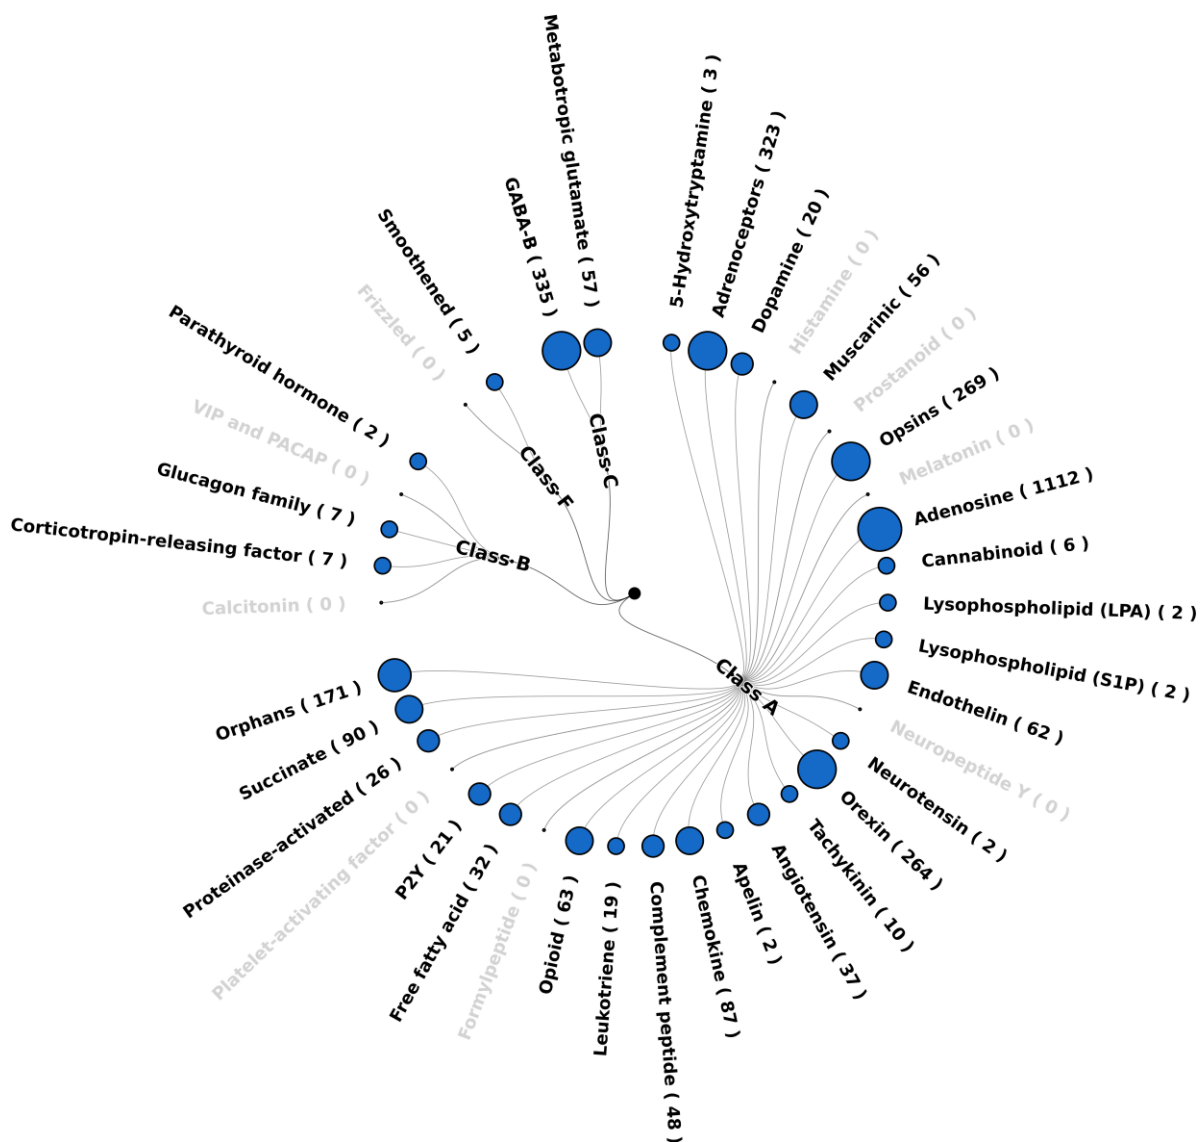 Metabotropic glutamate ( 57 )
GABA-B ( 335 )
Class C
Smoothened ( 5 )
Frizzled ( 0 )
Class F
Parathyroid hormone ( 2 )
VIP and PACAP ( 0 )
Glucagon family ( 7 )
Corticotropin-releasing factor ( 7 )
Calcitonin ( 0 )
Class B
5-Hydroxytryptamine ( 3 )
Adrenoceptors ( 323 )
Dopamine ( 20 )
Histamine ( 0 )
Muscarinic ( 56 )
Prostanoid ( 0 )
Opsins ( 269 )
Melatonin ( 0 )
Adenosine ( 1112 )
Cannabinoid ( 6 )
Lysophospholipid (LPA) ( 2 )
Lysophospholipid (S1P) ( 2 )
Endothelin ( 62 )
Neuropeptide Y ( 0 )
Neurotensin ( 2 )
Orexin ( 264 )
Tachykinin ( 10 )
Angiotensin ( 37 )
Apelin ( 2 )
Chemokine ( 87 )
Complement peptide ( 48 )
Leukotriene ( 19 )
Opioid ( 63 )
Formylpeptide ( 0 )
Free fatty acid ( 32 )
P2Y ( 21 )
Platelet-activating factor ( 0 )
Proteinase-activated ( 26 )
Succinate ( 90 )
Orphans ( 171 )
Class A